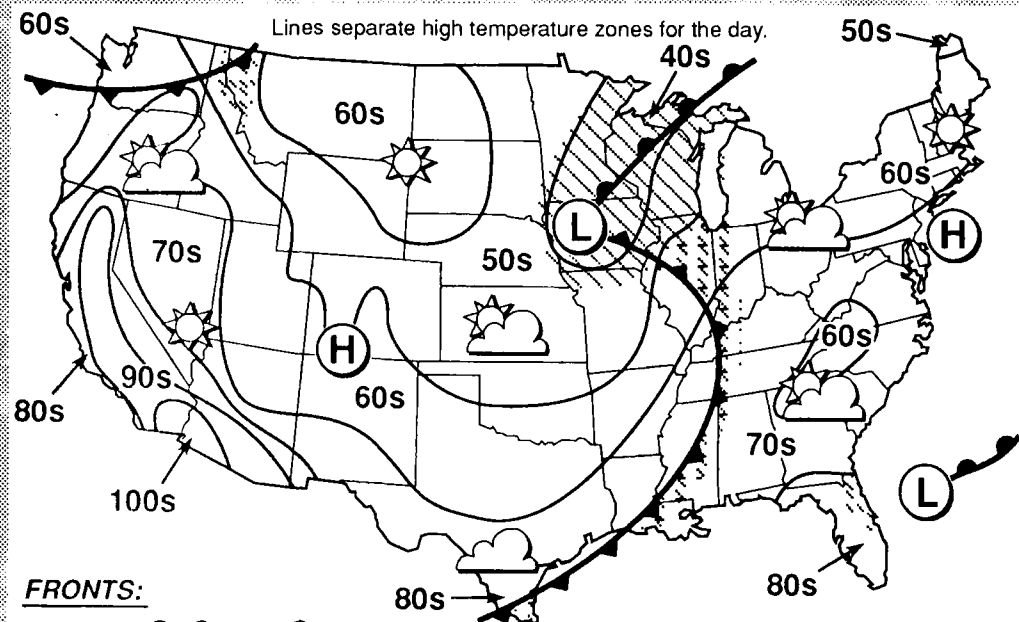 Lines separate high temperature zones for the day.
60s
50s
40s
60s
60s
L
H
70s
50s
60s
H
90s
60s
80s
70s
100s
L
80s
80s
FRONTS: